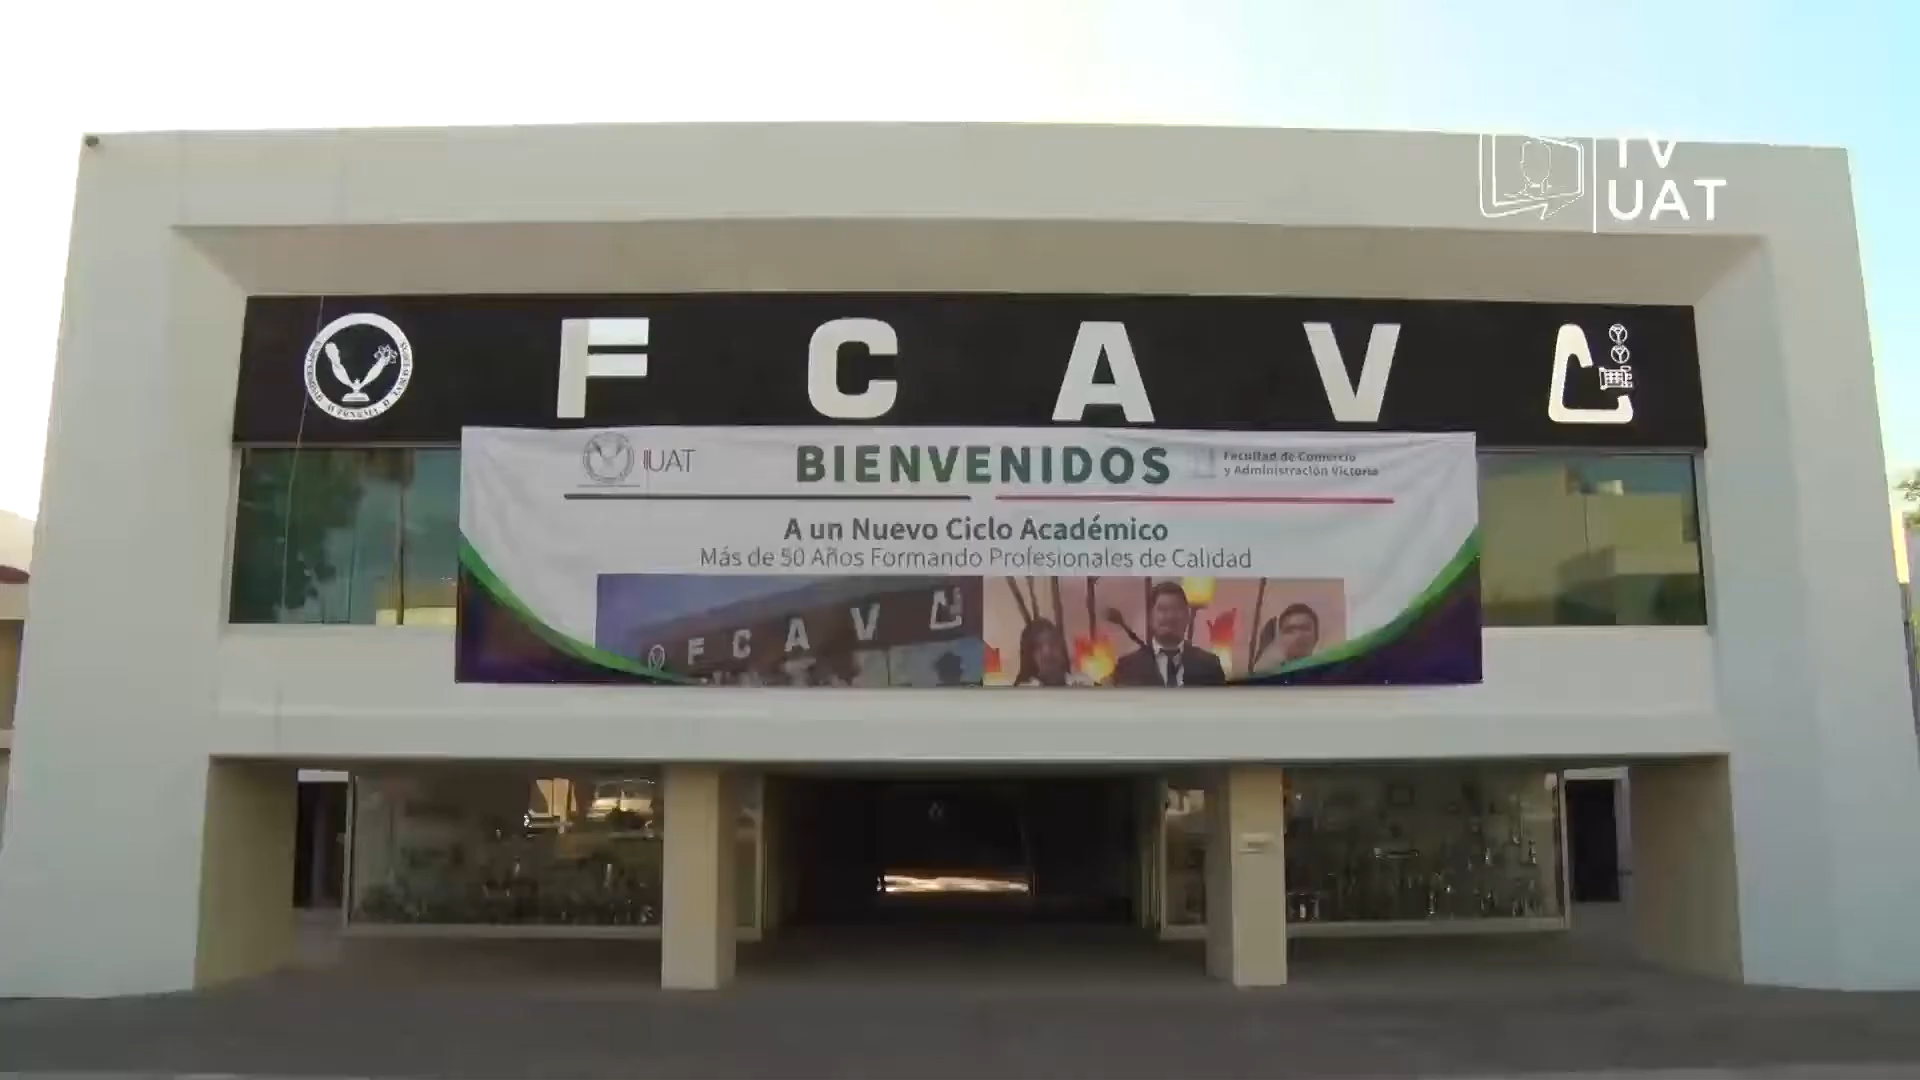 TV
UAT
F C A V
UAT
BIENVENIDOS
Facultad de Comercio
y Administración Victoria
A un Nuevo Ciclo Académico
Más de 50 Años Formando Profesionales de Calidad
F C A V